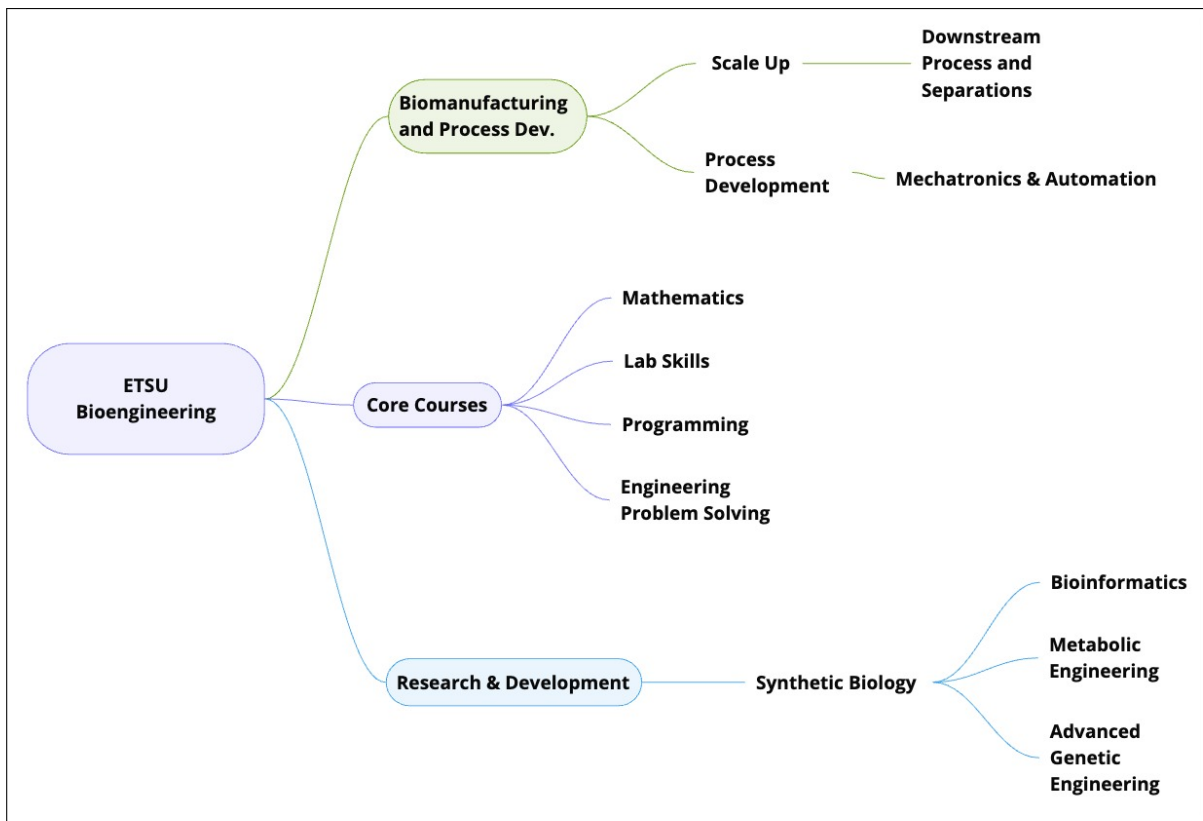 ETSU
Bioengineering
Biomanufacturing
and Process Dev.
Scale Up
Downstream
Process and
Separations
Process
Development
Mechatronics & Automation
Core Courses
Mathematics
Lab Skills
Programming
Engineering
Problem Solving
Research & Development
Synthetic Biology
Bioinformatics
Metabolic
Engineering
Advanced
Genetic
Engineering